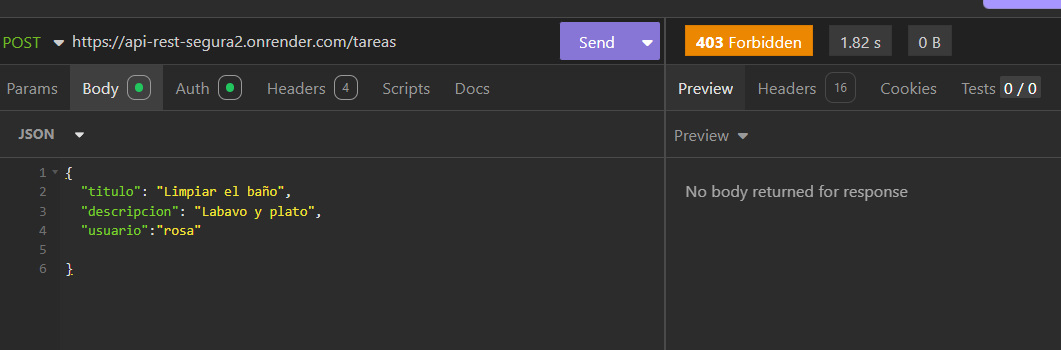 POST https://api-rest-segura2.onrender.com/tareas Send 403 Forbidden 1.82 s 0 B
Params Body Auth Headers 4 Scripts Docs Preview Headers 16 Cookies Tests 0 / 0
JSON Preview
1 {
2 "titulo": "Limpiar el baño",
3 "descripcion": "Labavo y plato",
4 "usuario":"rosa"
5
6 }
No body returned for response